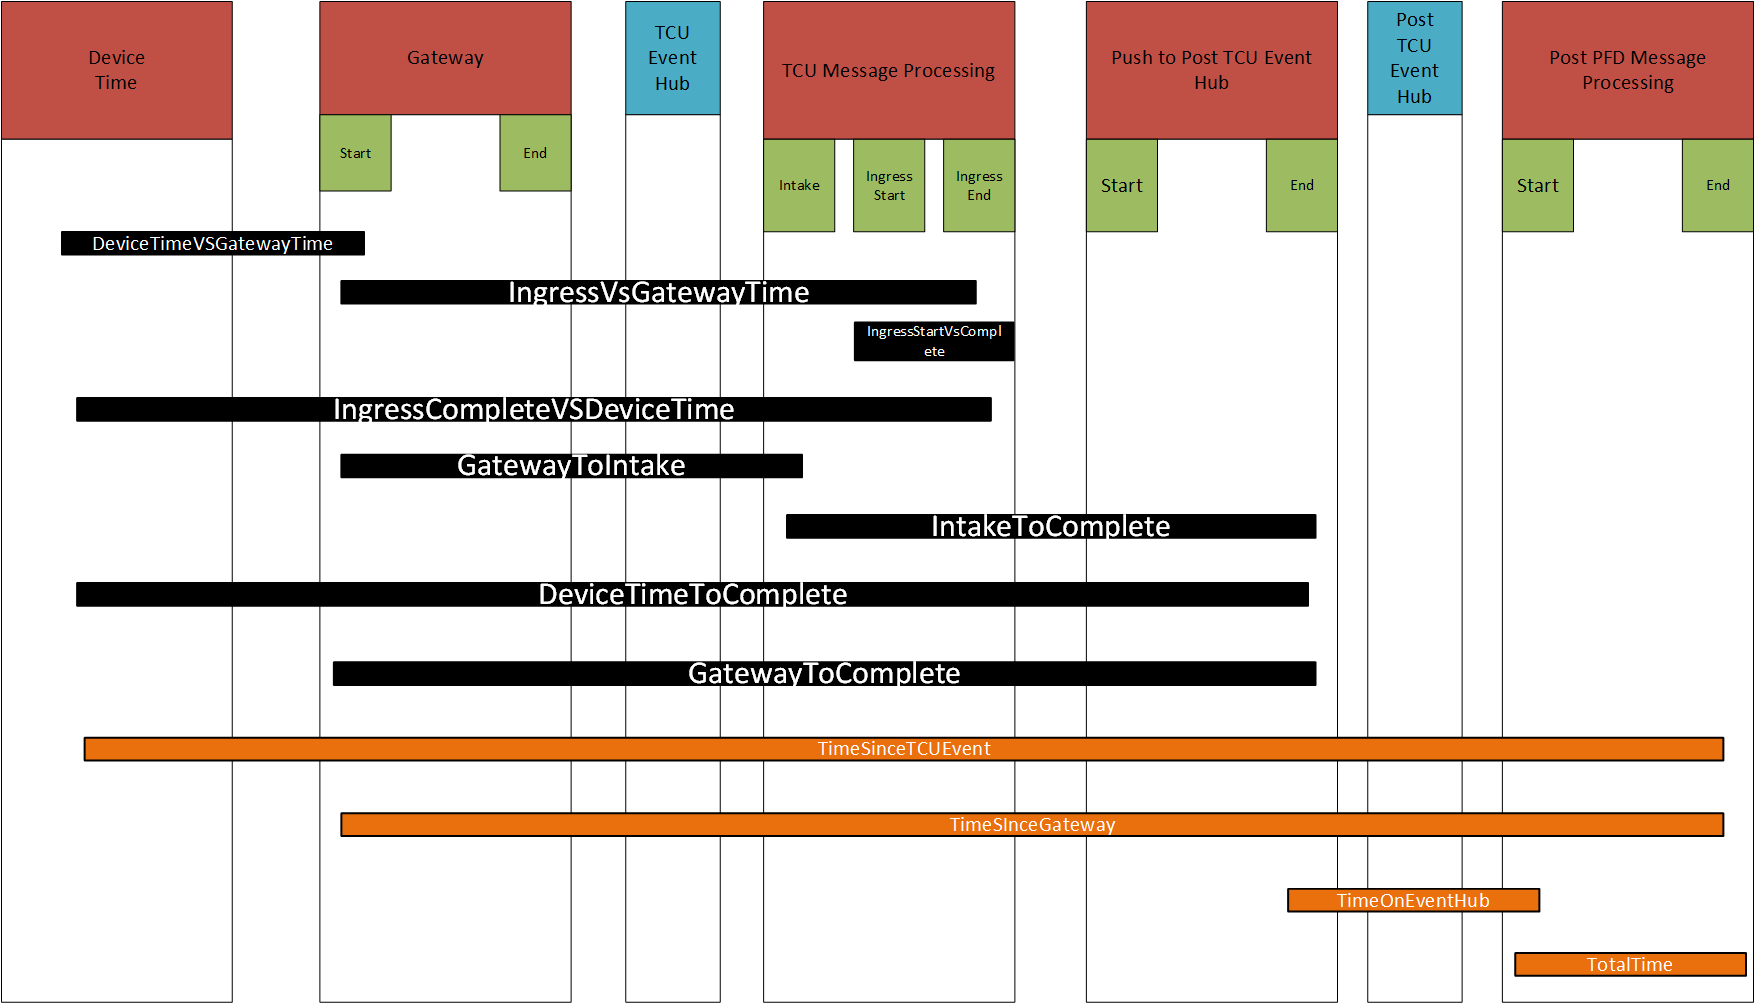 Device
Time
Gateway
TCU
Event
Hub
TCU Message Processing
Push to Post TCU Event
Hub
Post
TCU
Event
Hub
Post PFD Message
Processing
Start
End
Intake
Ingress
Start
Ingress
End
Start
End
Start
End
DeviceTimeVSGatewayTime
IngressVsGatewayTime
IngressStartVsCompl
ete
IngressCompleteVSDeviceTime
GatewayToIntake
IntakeToComplete
DeviceTimeToComplete
GatewayToComplete
TimeSinceTCUEvent
TimeSInceGateway
TimeOnEventHub
TotalTime